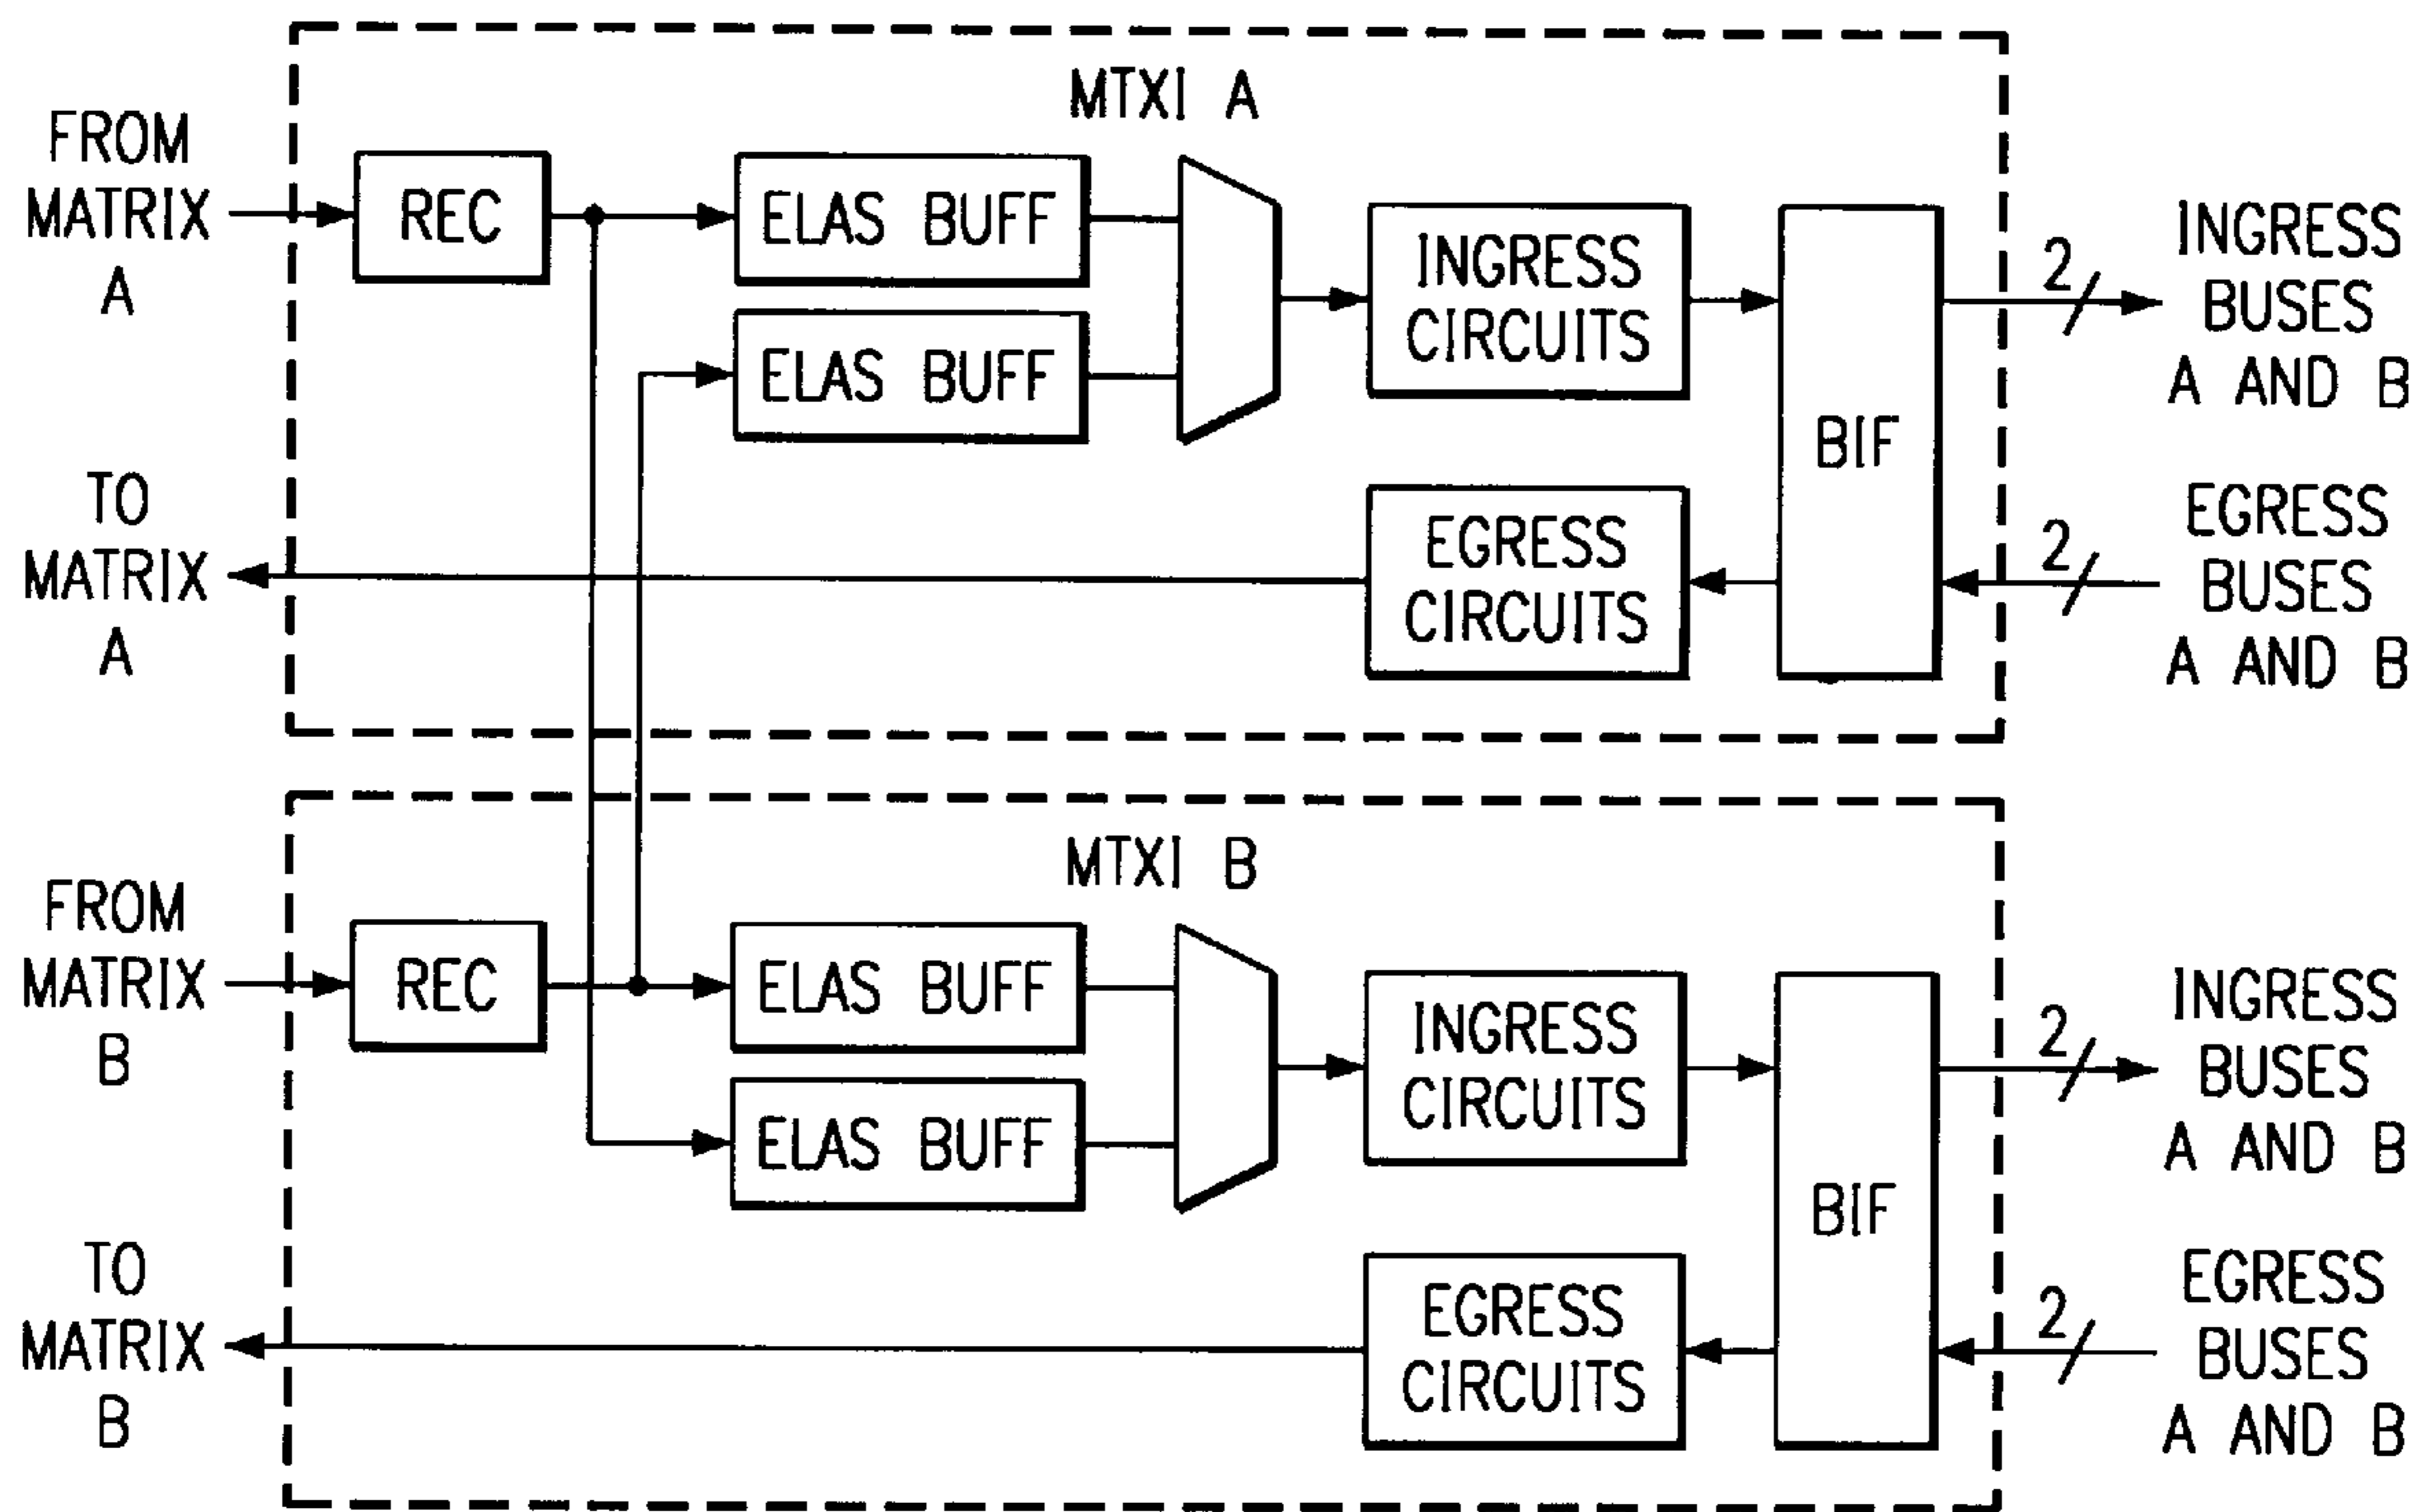 MTXI A
FROM
MATRIX
A
REC
ELAS BUFF
ELAS BUFF
INGRESS
CIRCUITS
BIF
2
INGRESS
BUSES
A AND B
TO
MATRIX
A
EGRESS
CIRCUITS
2
EGRESS
BUSES
A AND B
MTXI B
FROM
MATRIX
B
REC
ELAS BUFF
ELAS BUFF
INGRESS
CIRCUITS
BIF
2
INGRESS
BUSES
A AND B
TO
MATRIX
B
EGRESS
CIRCUITS
2
EGRESS
BUSES
A AND B